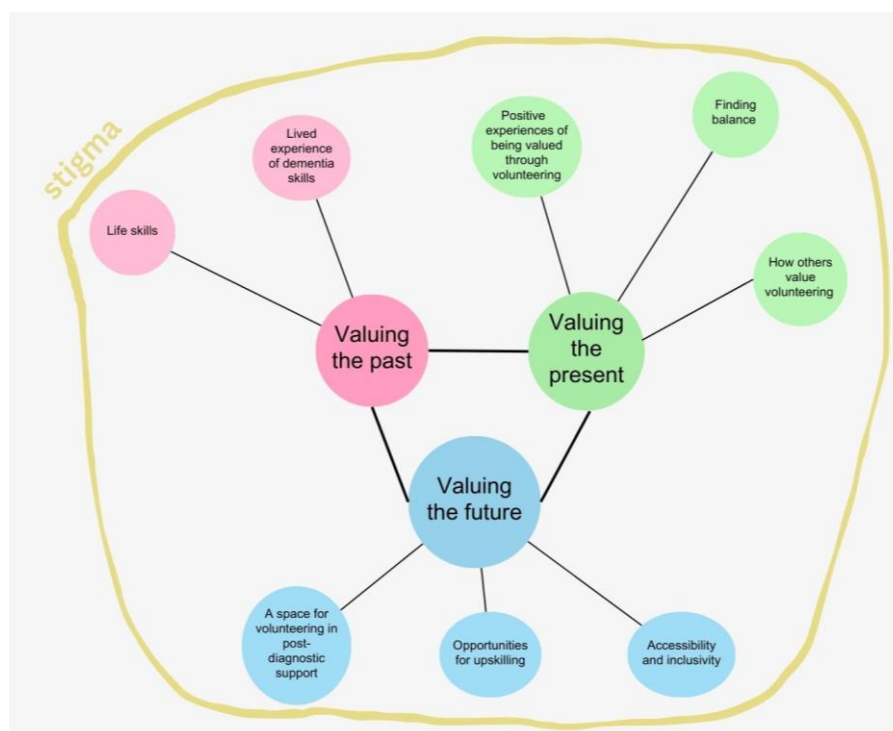 stigma
Life skills
Lived
experience
of dementia
skills
Positive
experiences of
being valued
through
volunteering
Finding
balance
How others
value
volunteering
Valuing
the past
Valuing
the
present
Valuing
the future
A space for
volunteering in
post-
diagnostic
support
Opportunities
for upskilling
Accessibility
and inclusivity